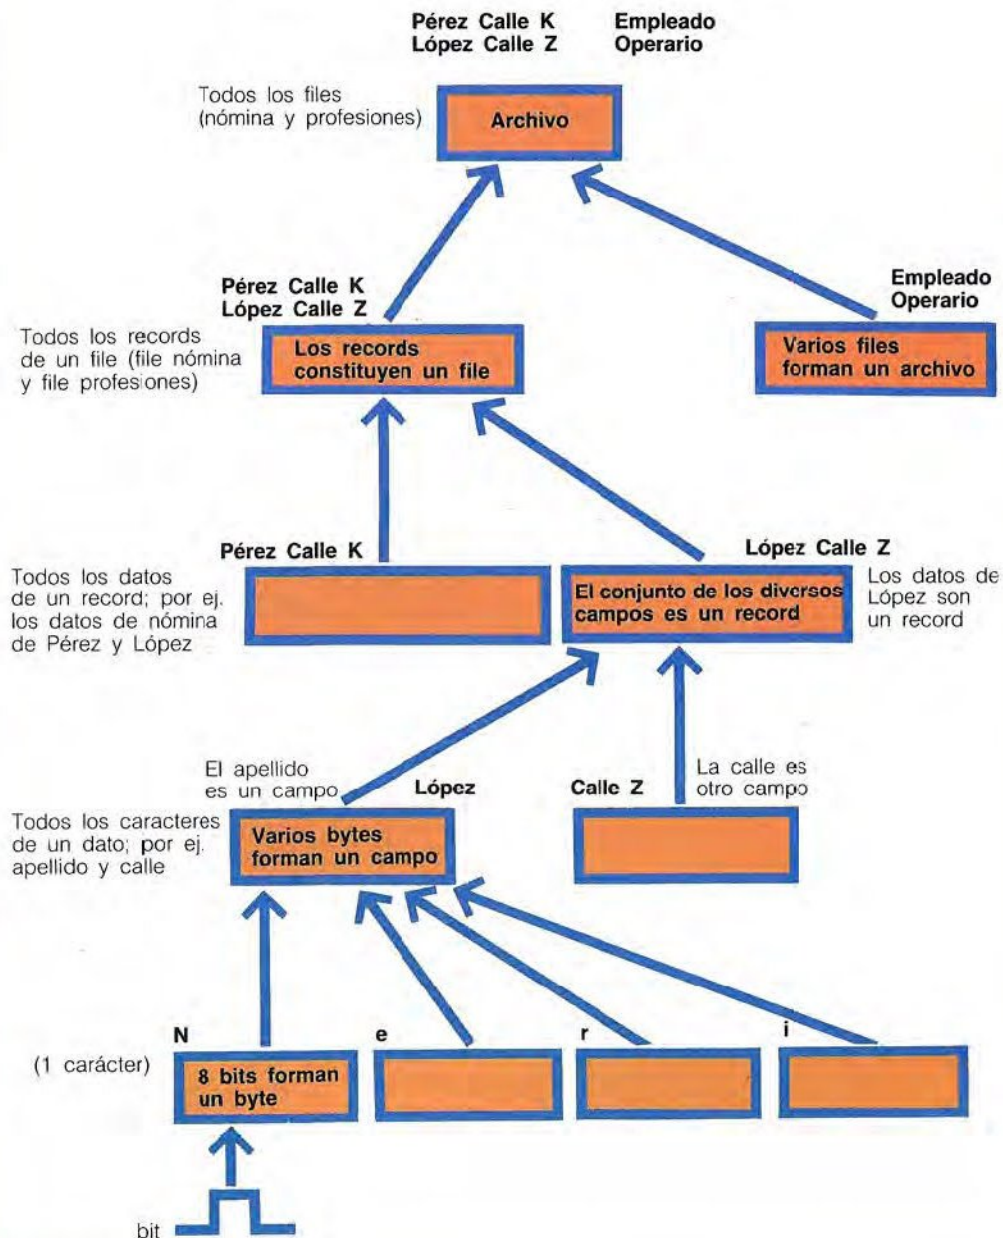 Pérez Calle K Empleado
López Calle Z Operario
Todos los files
(nómina y profesiones)
Archivo
Pérez Calle K
López Calle Z
Empleado
Operario
Todos los records
de un file (file nómina
y file profesiones)
Los records
constituyen un file
Varios files
forman un archivo
Pérez Calle K
López Calle Z
Todos los datos
de un record; por ej.
los datos de nómina
de Pérez y López
El conjunto de los diversos
campos es un record
Los datos de
López son
un record
El apellido
es un campo
López
Calle Z
La calle es
otro campo
Todos los caracteres
de un dato; por ej.
apellido y calle
Varios bytes
forman un campo
N e r i
(1 carácter)
8 bits forman
un byte
bit